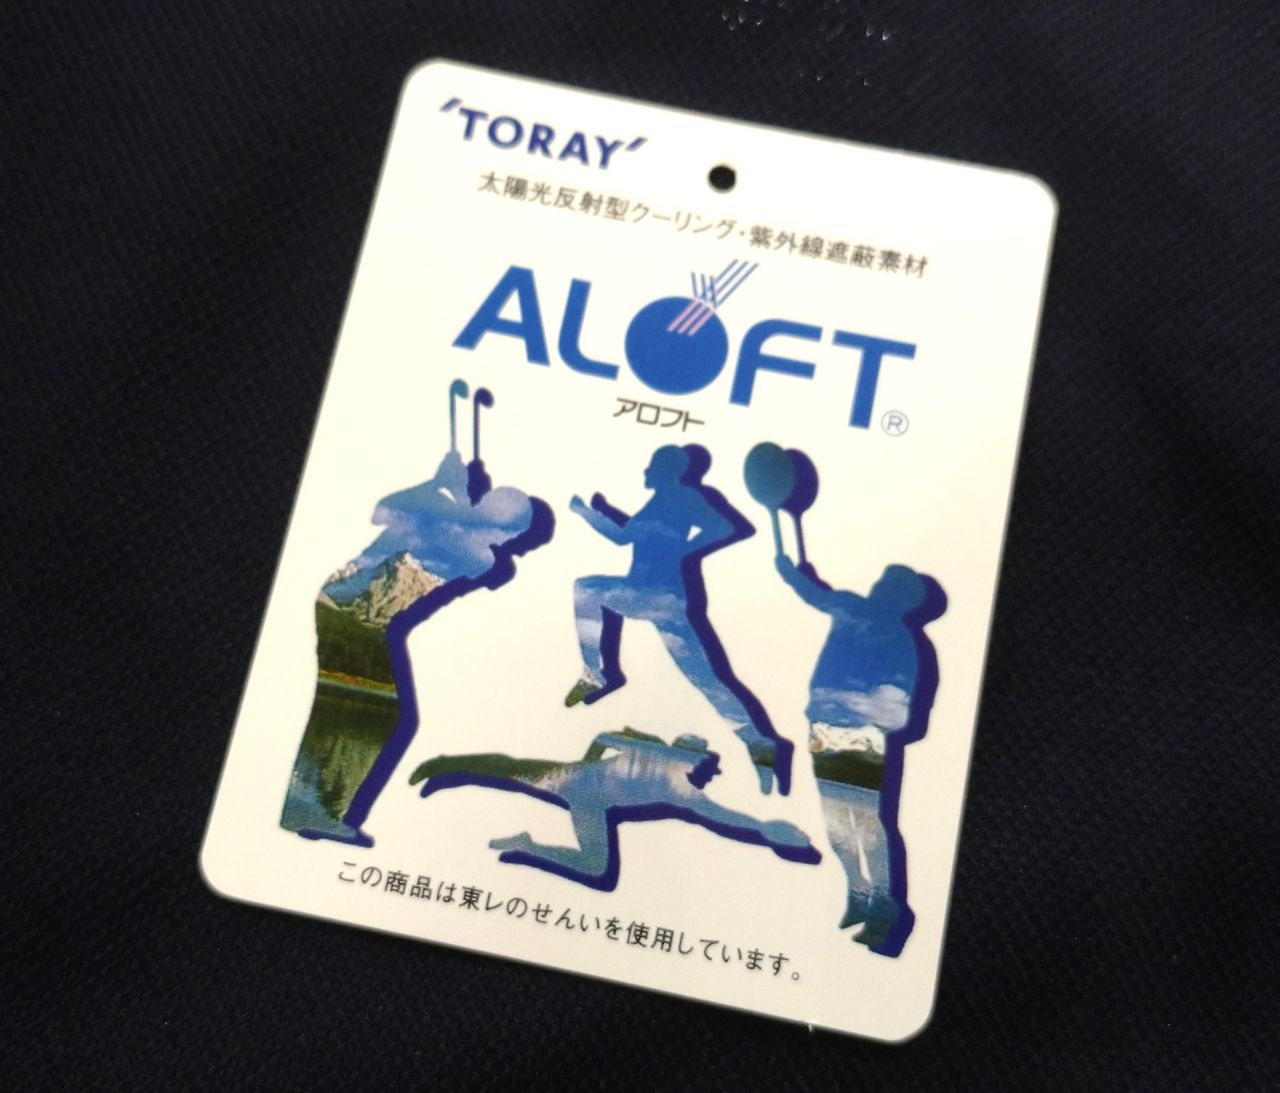 'TORAY'
太陽光反射型クーリング・紫外線遮蔽素材
ALOFT®
アロフト
この商品は東レのせんいを使用しています。